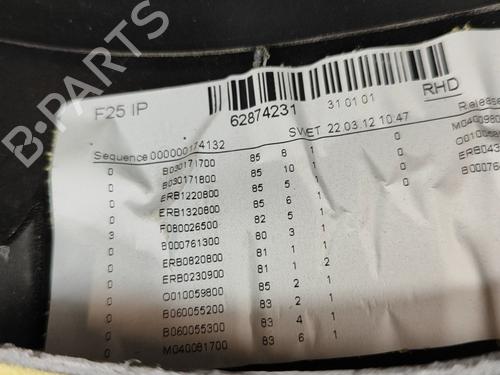 F25 IP
62874231
31 01 01
RHD
Sequence 000000174132
SWET 22.03.12 10:47
Release
0 B030171700 85 8 1 0 M0400980
0 B030171800 85 10 1 0 Q0100590
0 ERB1220800 85 5 1 ERB043
0 ERB1320800 85 6 1 0 B00076
3 F080026500 82 5 1
0 B000761300 80 3 1
0 ERB0820800 81 1 1
0 ERB0230900 81 1 2
0 Q010059800 85 2 1
0 B060055200 83 2 1
0 B060055300 83 4 1
0 M040081700 83 6 1
B-Parts